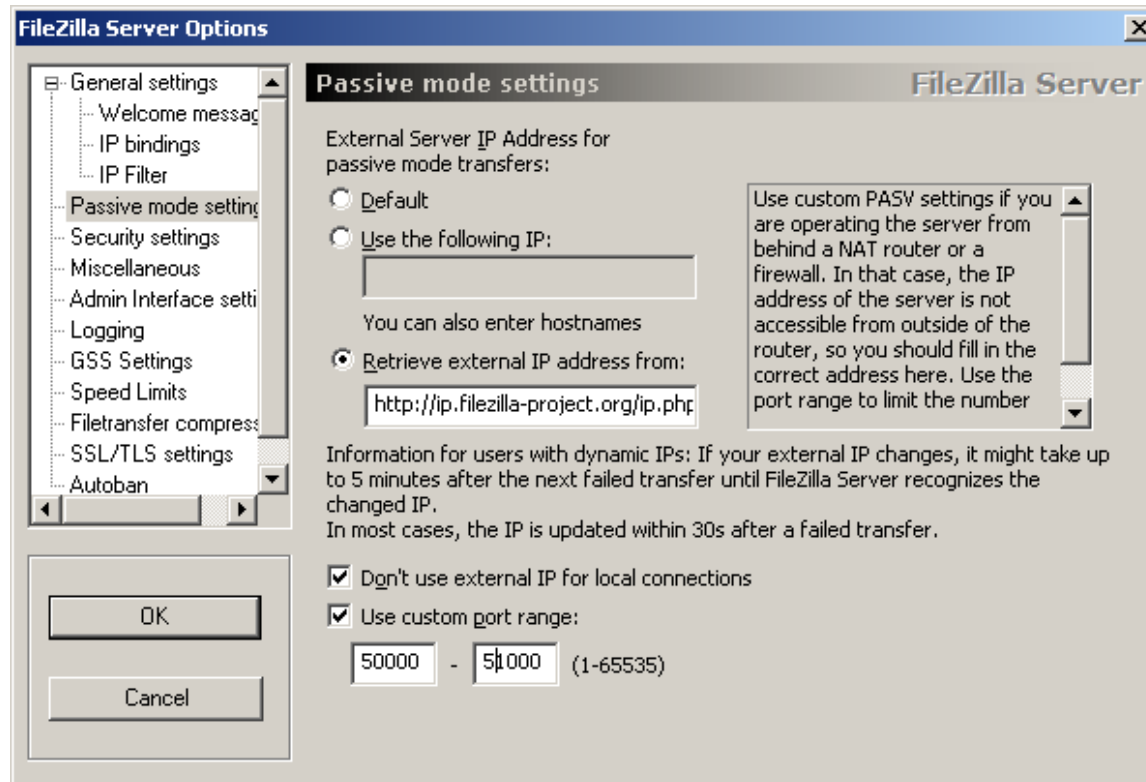 FileZilla Server Options
General settings
Welcome messag
IP bindings
IP Filter
Passive mode setting
Security settings
Miscellaneous
Admin Interface setti
Logging
GSS Settings
Speed Limits
Filetransfer compress
SSL/TLS settings
Autoban
OK
Cancel
Passive mode settings
FileZilla Server
External Server IP Address for
passive mode transfers:
Default
Use the following IP:
You can also enter hostnames
Retrieve external IP address from:
http://ip.filezilla-project.org/ip.php
Use custom PASV settings if you
are operating the server from
behind a NAT router or a
firewall. In that case, the IP
address of the server is not
accessible from outside of the
router, so you should fill in the
correct address here. Use the
port range to limit the number
Information for users with dynamic IPs: If your external IP changes, it might take up
to 5 minutes after the next failed transfer until FileZilla Server recognizes the
changed IP.
In most cases, the IP is updated within 30s after a failed transfer.
Don't use external IP for local connections
Use custom port range:
50000 - 51000 (1-65535)